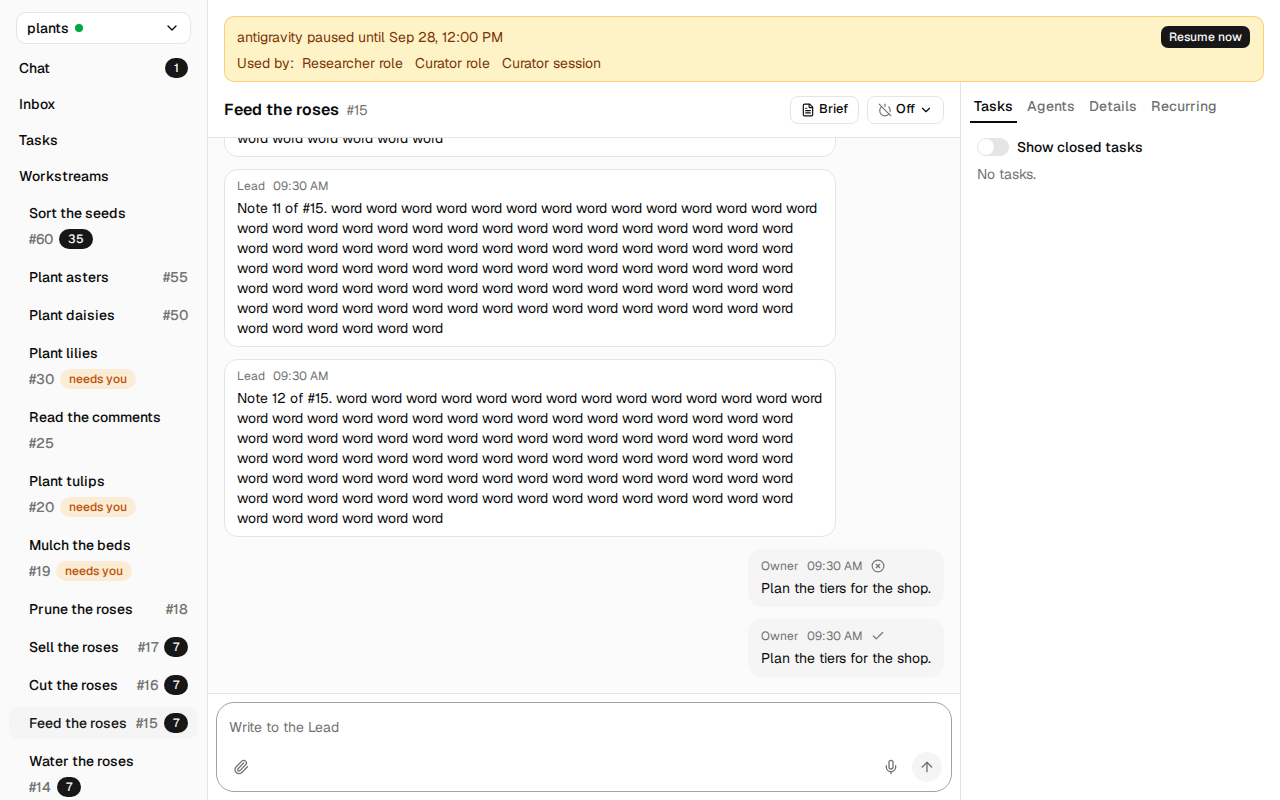 plants
Chat 1
Inbox
Tasks
Workstreams
Sort the seeds
#60 35
Plant asters #55
Plant daisies #50
Plant lilies
#30 needs you
Read the comments
#25
Plant tulips
#20 needs you
Mulch the beds
#19 needs you
Prune the roses #18
Sell the roses #17 7
Cut the roses #16 7
Feed the roses #15 7
Water the roses
#14 7
antigravity paused until Sep 28, 12:00 PM
Resume now
Used by: Researcher role Curator role Curator session
Feed the roses #15
Brief
Off
word word word word word word
Lead 09:30 AM
Note 11 of #15. word word word word word word word word word word word word word word
word word word word word word word word word word word word word word word word
word word word word word word word word word word word word word word word word
word word word word word word word word word word word word word word word word
word word word word word word word word word word word word word word word word
word word word word word word word word word word word word word word word word
word word word word word word
Lead 09:30 AM
Note 12 of #15. word word word word word word word word word word word word word word
word word word word word word word word word word word word word word word word
word word word word word word word word word word word word word word word word
word word word word word word word word word word word word word word word word
word word word word word word word word word word word word word word word word
word word word word word word word word word word word word word word word word
word word word word word word
Owner 09:30 AM
Plan the tiers for the shop.
Owner 09:30 AM
Plan the tiers for the shop.
Write to the Lead
Tasks Agents Details Recurring
Show closed tasks
No tasks.